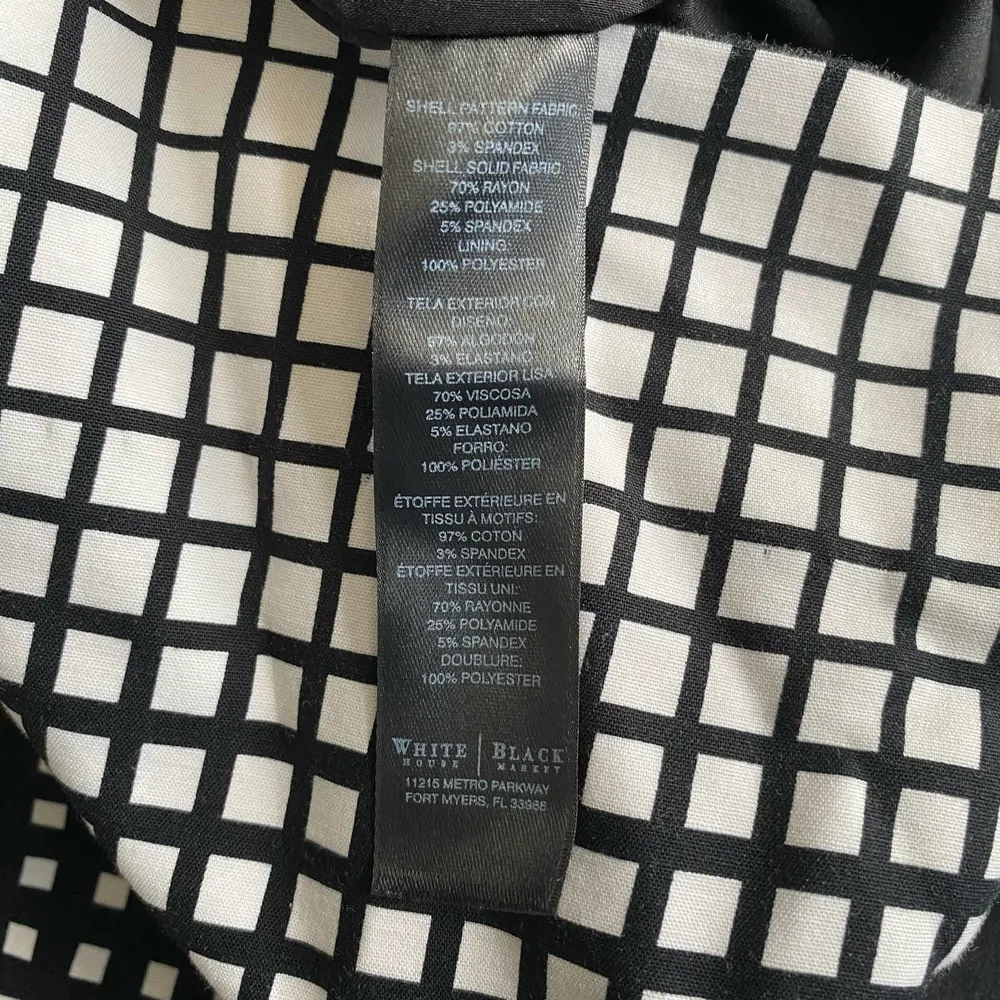 SHELL PATTERN FABRIC
97% COTTON
3% SPANDEX
SHELL SOLID FABRIC
70% RAYON
25% POLYAMIDE
5% SPANDEX
LINING:
100% POLYESTER
TELA EXTERIOR CON
DISENO:
97% ALGODON
3% ELASTANO
TELA EXTERIOR LISA
70% VISCOSA
25% POLIAMIDA
5% ELASTANO
FORRO:
100% POLIÉSTER
ÉTOFFE EXTÉRIEURE EN
TISSU À MOTIFS:
97% COTON
3% SPANDEX
ÉTOFFE EXTÉRIEURE EN
TISSU UNI:
70% RAYONNE
25% POLYAMIDE
5% SPANDEX
DOUBLURE:
100% POLYESTER
WHITE | BLACK
HOUSE MARKET
11215 METRO PARKWAY
FORT MYERS, FL 33966